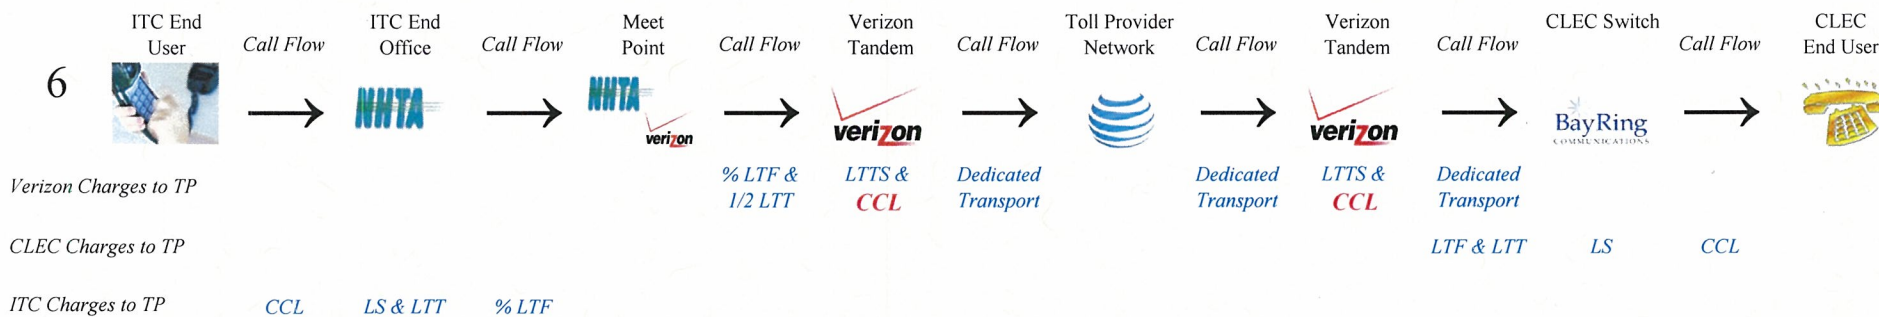 ITC End User
Call Flow
ITC End Office
Call Flow
Meet Point
Call Flow
Verizon Tandem
Call Flow
Toll Provider Network
Call Flow
Verizon Tandem
Call Flow
CLEC Switch
Call Flow
CLEC End User
6
NHTA
NHTA
verizon
verizon
verizon
BayRing
COMMUNICATIONS
Verizon Charges to TP
% LTF & 1/2 LTT
LTTS & CCL
Dedicated Transport
Dedicated Transport
LTTS & CCL
Dedicated Transport
CLEC Charges to TP
LTF & LTT
LS
CCL
ITC Charges to TP
CCL
LS & LTT
% LTF